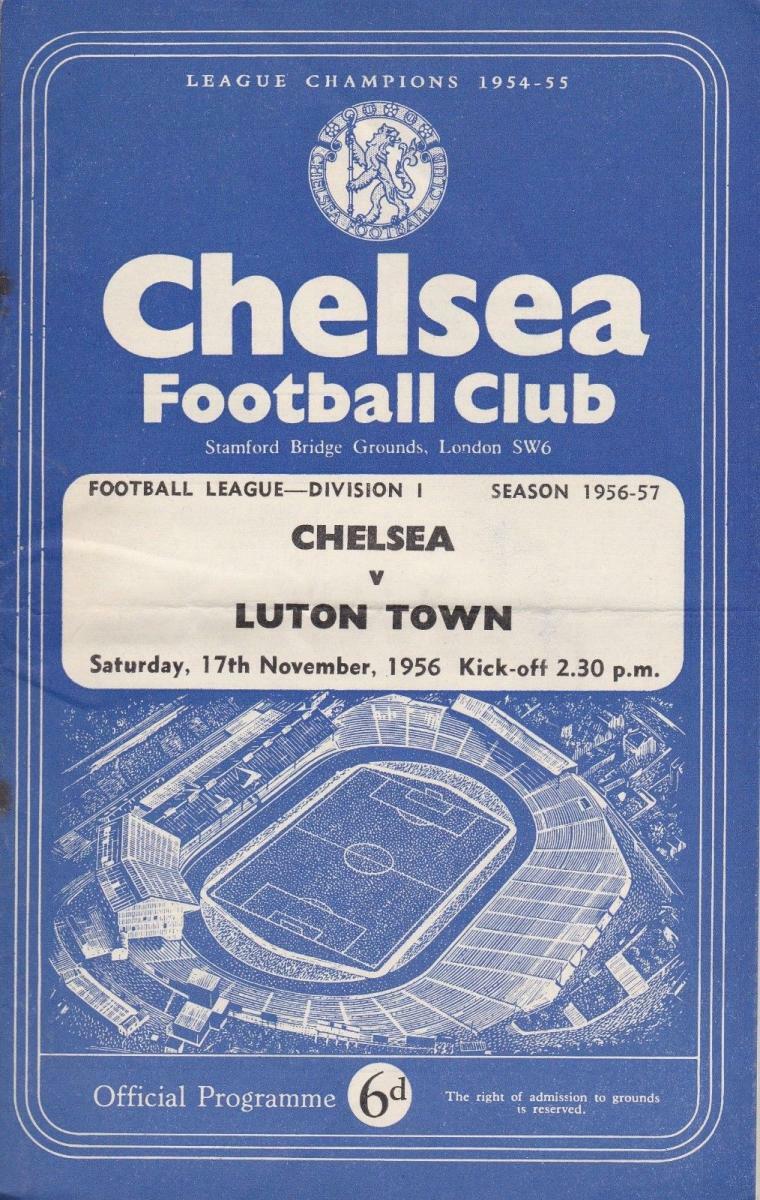 LEAGUE CHAMPIONS 1954-55
CHELSEA FOOTBALL CLUB
Chelsea
Football Club
Stamford Bridge Grounds, London SW6
FOOTBALL LEAGUE—DIVISION I SEASON 1956-57
CHELSEA
v
LUTON TOWN
Saturday, 17th November, 1956 Kick-off 2.30 p.m.
Official Programme 6d The right of admission to grounds
is reserved.